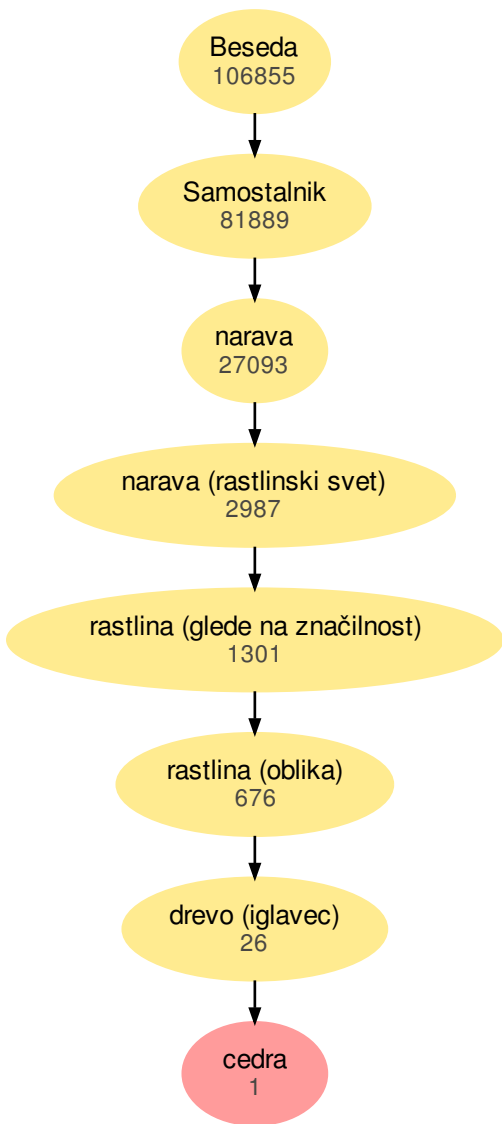 Beseda
106855
Samostalnik
81889
narava
27093
narava (rastlinski svet)
2987
rastlina (glede na značilnost)
1301
rastlina (oblika)
676
drevo (iglavec)
26
cedra
1